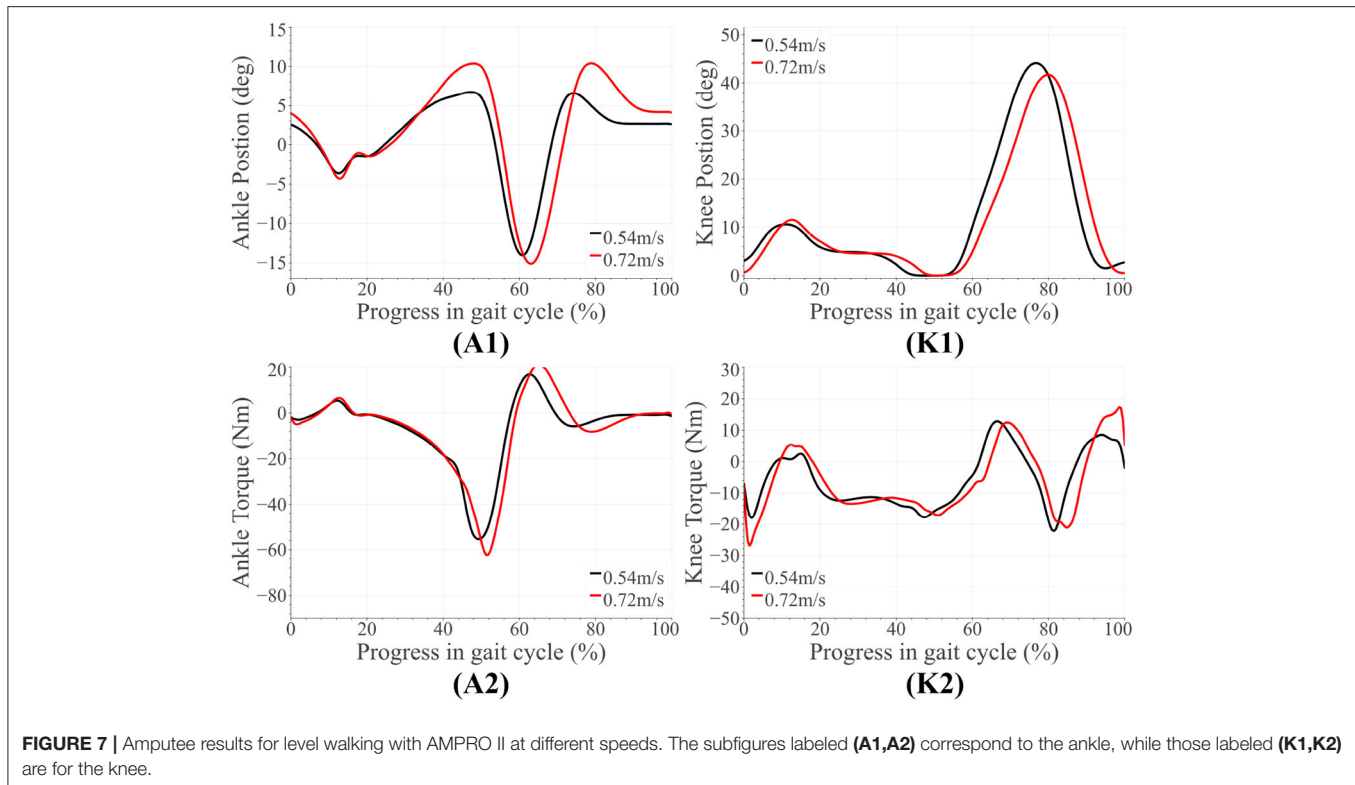 15
10
5
0
−5
−10
−15
Ankle Postion (deg)
0.54m/s
0.72m/s
0 20 40 60 80 100
Progress in gait cycle (%)
(A1)
50
40
30
20
10
0
Knee Postion (deg)
0.54m/s
0.72m/s
0 20 40 60 80 100
Progress in gait cycle (%)
(K1)
20
0
−20
−40
−60
−80
Ankle Torque (Nm)
0.54m/s
0.72m/s
0 20 40 60 80 100
Progress in gait cycle (%)
(A2)
30
20
10
0
−10
−20
−30
−40
−50
Knee Torque (Nm)
0.54m/s
0.72m/s
0 20 40 60 80 100
Progress in gait cycle (%)
(K2)
FIGURE 7 | Amputee results for level walking with AMPRO II at different speeds. The subfigures labeled (A1,A2) correspond to the ankle, while those labeled (K1,K2)
are for the knee.